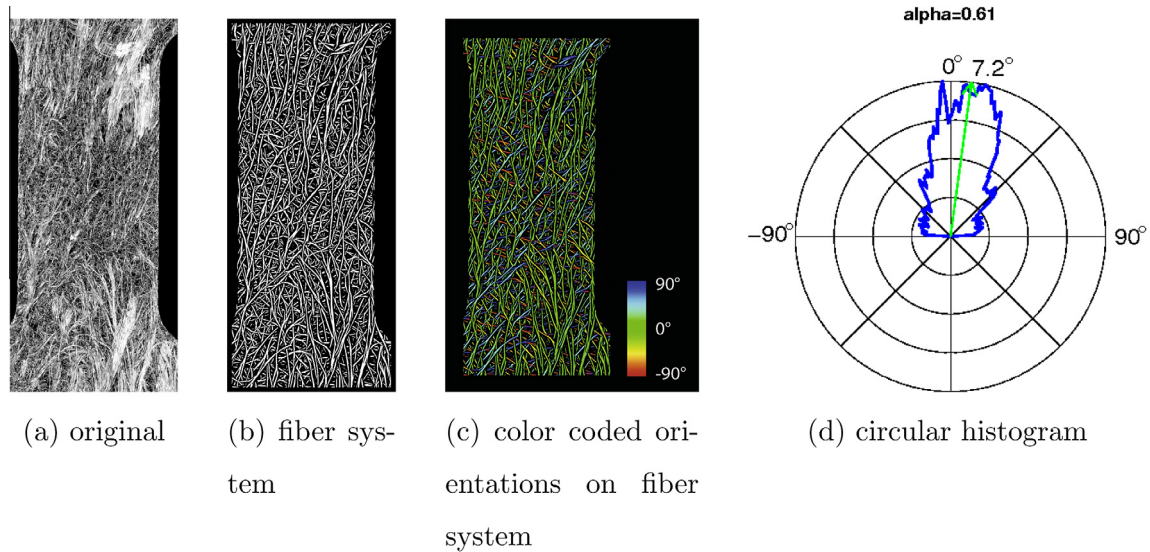 alpha=0.61
0° 7.2°
−90°
90°
90°
0°
-90°
(a) original
(b) fiber sys-
tem
(c) color coded ori-
entations on fiber
system
(d) circular histogram